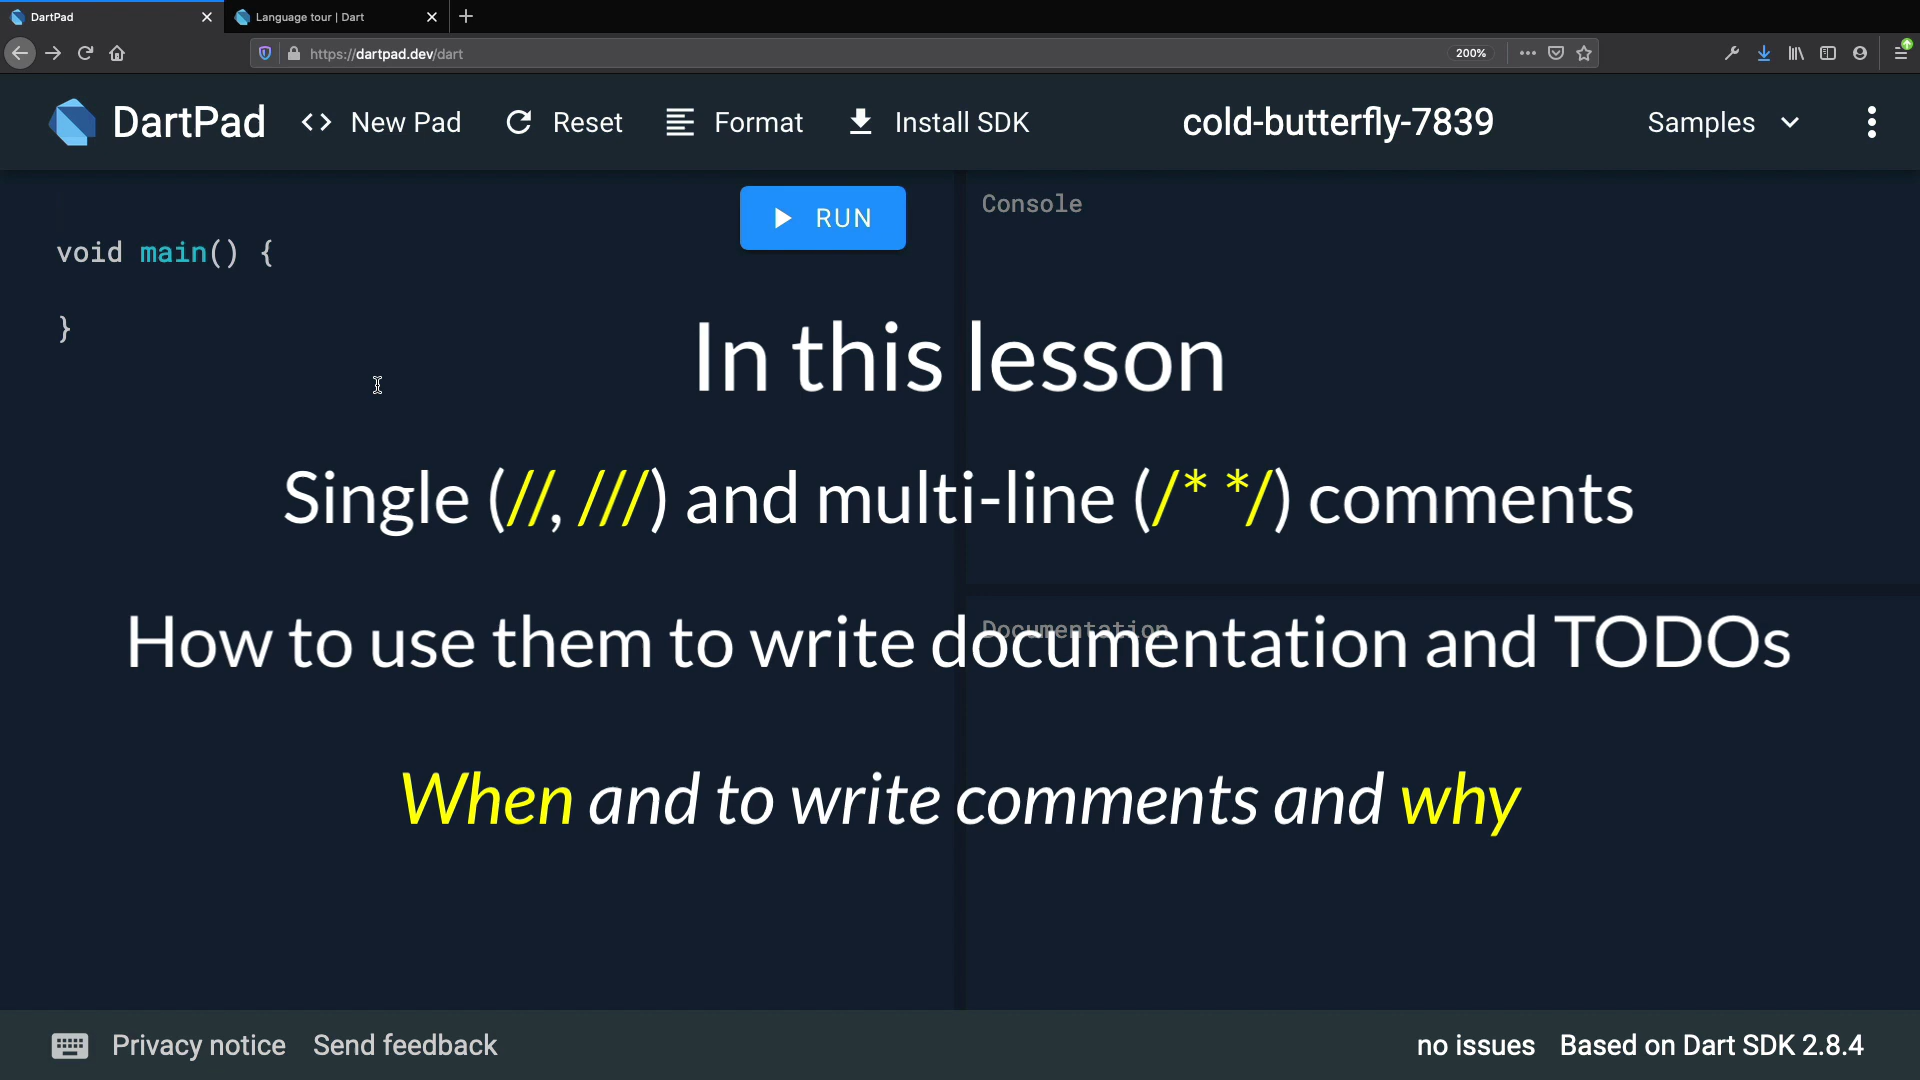 DartPad
Language tour | Dart
https://dartpad.dev/dart
200%
DartPad
New Pad
Reset
Format
Install SDK
cold-butterfly-7839
Samples
RUN
Console
void main() {
}
In this lesson
Single (//, ///) and multi-line (/* */) comments
Documentation
How to use them to write documentation and TODOs
When and to write comments and why
Privacy notice
Send feedback
no issues
Based on Dart SDK 2.8.4